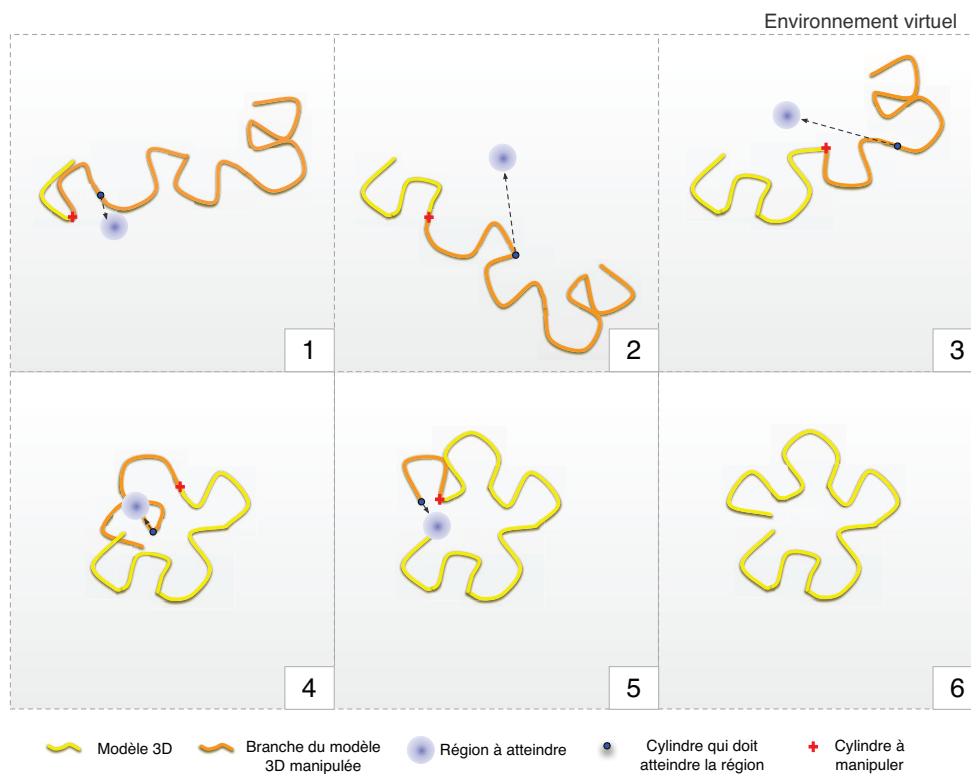 Environnement virtuel
1
2
3
4
5
6
Modèle 3D
Branche du modèle
3D manipulée
Région à atteindre
Cylindre qui doit
atteindre la région
Cylindre à
manipuler